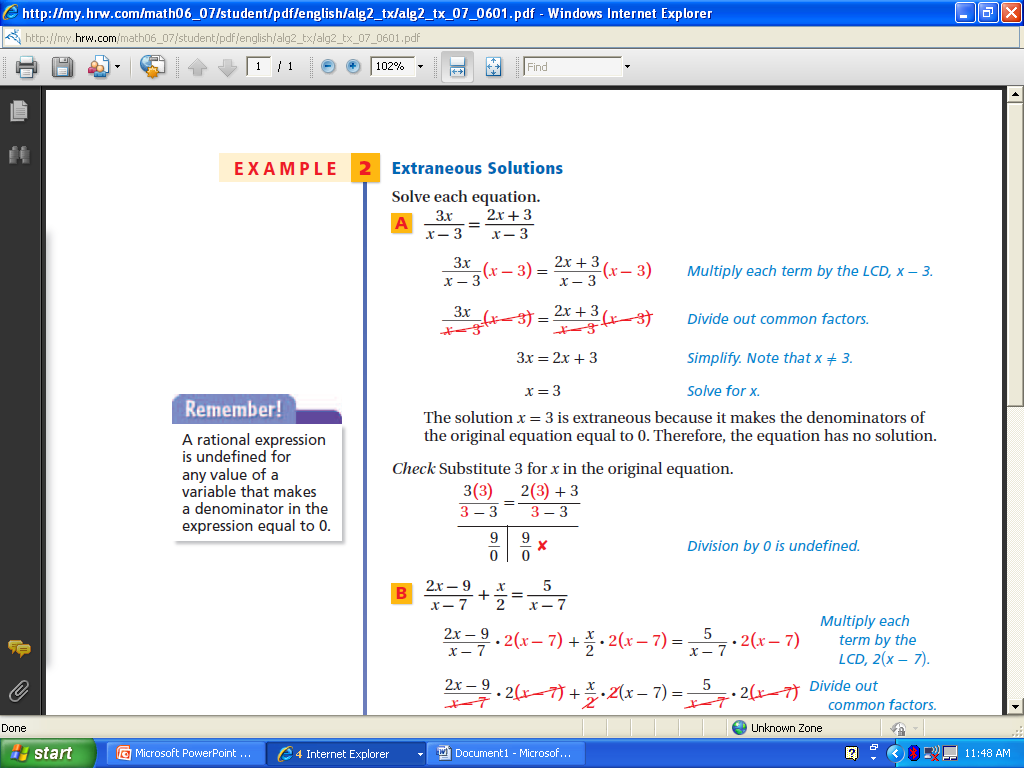 http://my.hrw.com/math06_07/student/pdf/english/alg2_tx/alg2_tx_07_0601.pdf - Windows Internet Explorer
http://my.hrw.com/math06_07/student/pdf/english/alg2_tx/alg2_tx_07_0601.pdf
1 / 1 102% Find
EXAMPLE 2 Extraneous Solutions
Solve each equation.
A 3x/(x − 3) = (2x + 3)/(x − 3)
3x/(x − 3) (x − 3) = (2x + 3)/(x − 3) (x − 3) Multiply each term by the LCD, x − 3.
3x/(x − 3) (x − 3) = (2x + 3)/(x − 3) (x − 3) Divide out common factors.
3x = 2x + 3 Simplify. Note that x ≠ 3.
x = 3 Solve for x.
The solution x = 3 is extraneous because it makes the denominators of
the original equation equal to 0. Therefore, the equation has no solution.
Remember!
A rational expression
is undefined for
any value of a
variable that makes
a denominator in the
expression equal to 0.
Check Substitute 3 for x in the original equation.
3(3)/(3 − 3) = (2(3) + 3)/(3 − 3)
9/0 | 9/0 ✘ Division by 0 is undefined.
B (2x − 9)/(x − 7) + x/2 = 5/(x − 7)
(2x − 9)/(x − 7) • 2(x − 7) + x/2 • 2(x − 7) = 5/(x − 7) • 2(x − 7)
Multiply each
term by the
LCD, 2(x − 7).
(2x − 9)/(x − 7) • 2(x − 7) + x/2 • 2(x − 7) = 5/(x − 7) • 2(x − 7)
Divide out
common factors.
Done Unknown Zone
start Microsoft PowerPoint ... 4 Internet Explorer Document1 - Microsof... 11:48 AM